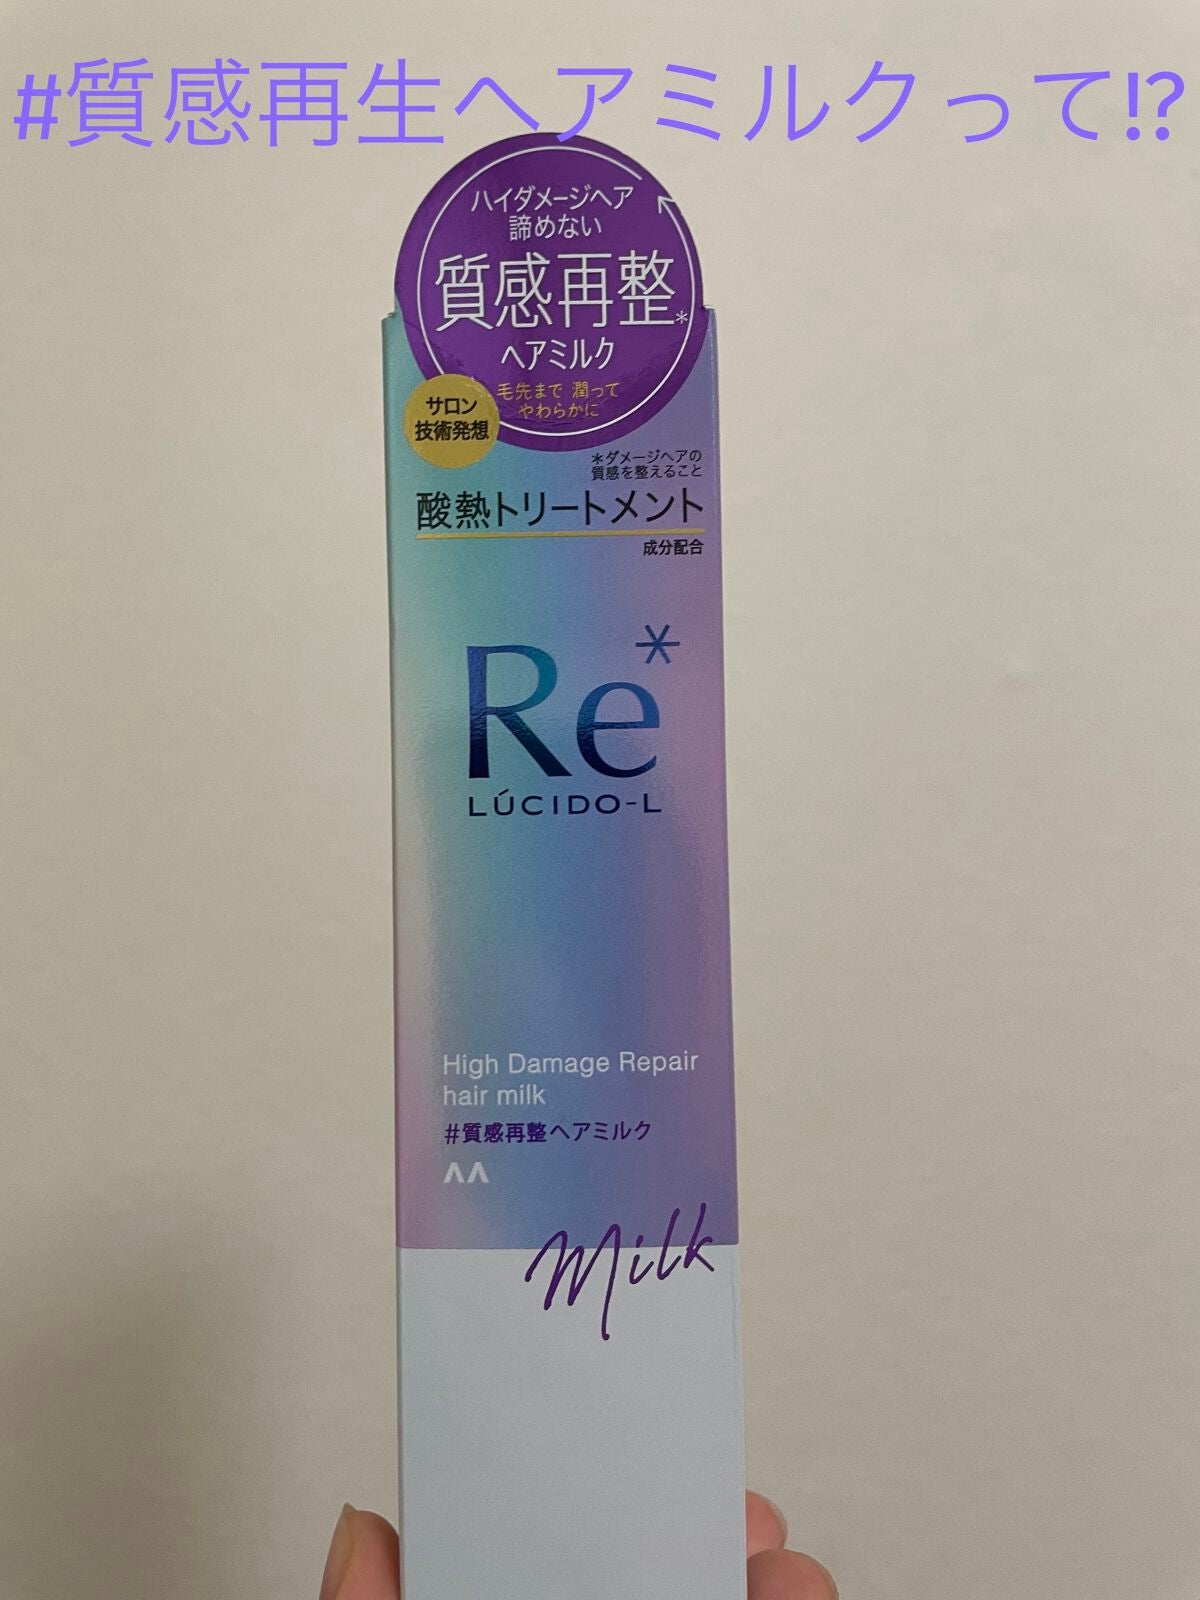 #質感再生ヘアミルクって!?
ハイダメージヘア
諦めない
質感再整*
ヘアミルク
毛先まで 潤って
やわらかに
サロン
技術発想
*ダメージヘアの
質感を整えること
酸熱トリートメント
成分配合
Re*
LÚCIDO-L
High Damage Repair
hair milk
#質感再整ヘアミルク
Milk